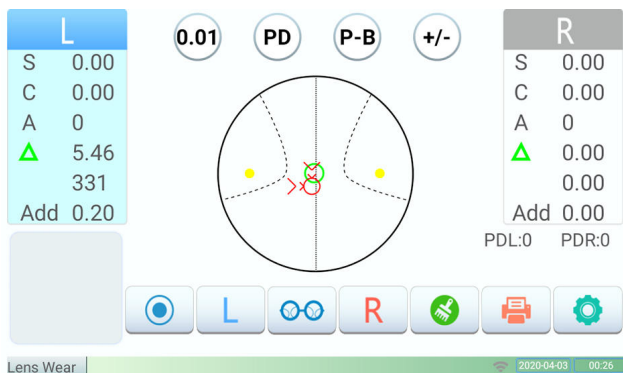 L
0.01 PD P-B +/-
R
S 0.00
C 0.00
A 0
5.46
331
Add 0.20
S 0.00
C 0.00
A 0
0.00
0.00
Add 0.00
PDL:0 PDR:0
L
R
Lens Wear
2020-04-03 00:26